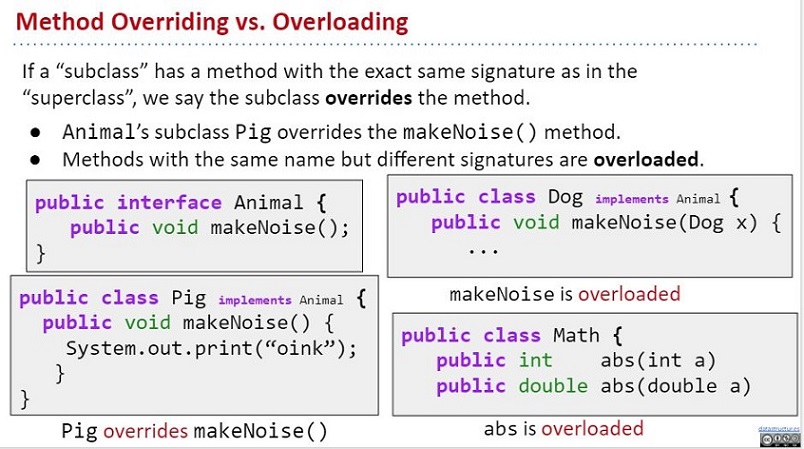 Method Overriding vs. Overloading
If a “subclass” has a method with the exact same signature as in the
“superclass”, we say the subclass overrides the method.
● Animal’s subclass Pig overrides the makeNoise() method.
● Methods with the same name but different signatures are overloaded.
public interface Animal {
public void makeNoise();
}
public class Pig implements Animal {
public void makeNoise() {
System.out.print(“oink”);
}
}
Pig overrides makeNoise()
public class Dog implements Animal {
public void makeNoise(Dog x) {
...
makeNoise is overloaded
public class Math {
public int abs(int a)
public double abs(double a)
abs is overloaded
datastructur.es